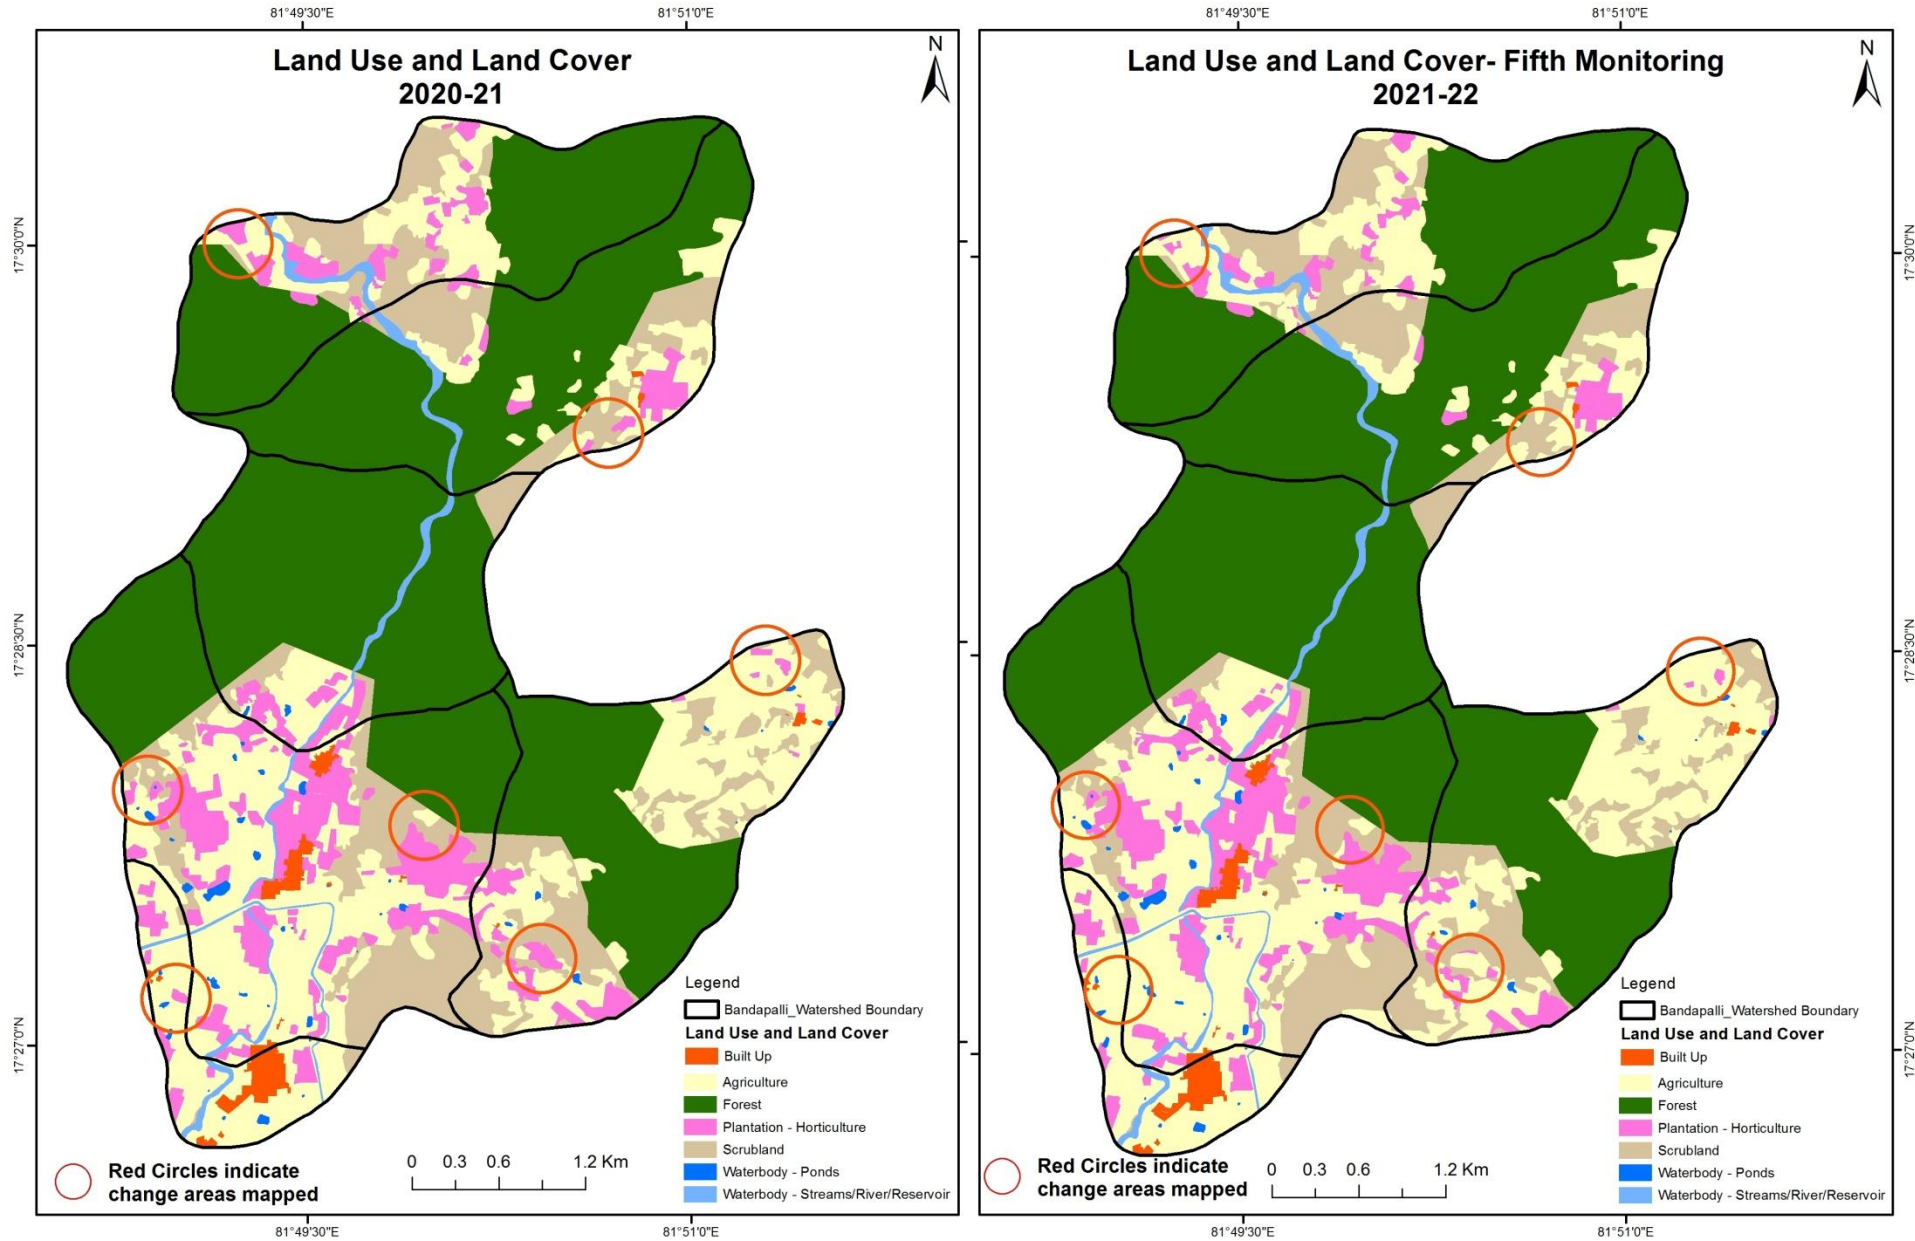 81°49'30"E
81°51'0"E
81°49'30"E
81°51'0"E
Land Use and Land Cover
2020-21
N
17°30'0"N
17°28'30"N
17°27'0"N
Legend
Bandapalli_Watershed Boundary
Land Use and Land Cover
Built Up
Agriculture
Forest
Plantation - Horticulture
Scrubland
Waterbody - Ponds
Waterbody - Streams/River/Reservoir
Red Circles indicate
change areas mapped
0 0.3 0.6 1.2 Km
Land Use and Land Cover- Fifth Monitoring
2021-22
N
17°30'0"N
17°28'30"N
17°27'0"N
Legend
Bandapalli_Watershed Boundary
Land Use and Land Cover
Built Up
Agriculture
Forest
Plantation - Horticulture
Scrubland
Waterbody - Ponds
Waterbody - Streams/River/Reservoir
Red Circles indicate
change areas mapped
0 0.3 0.6 1.2 Km
81°49'30"E
81°51'0"E
81°49'30"E
81°51'0"E